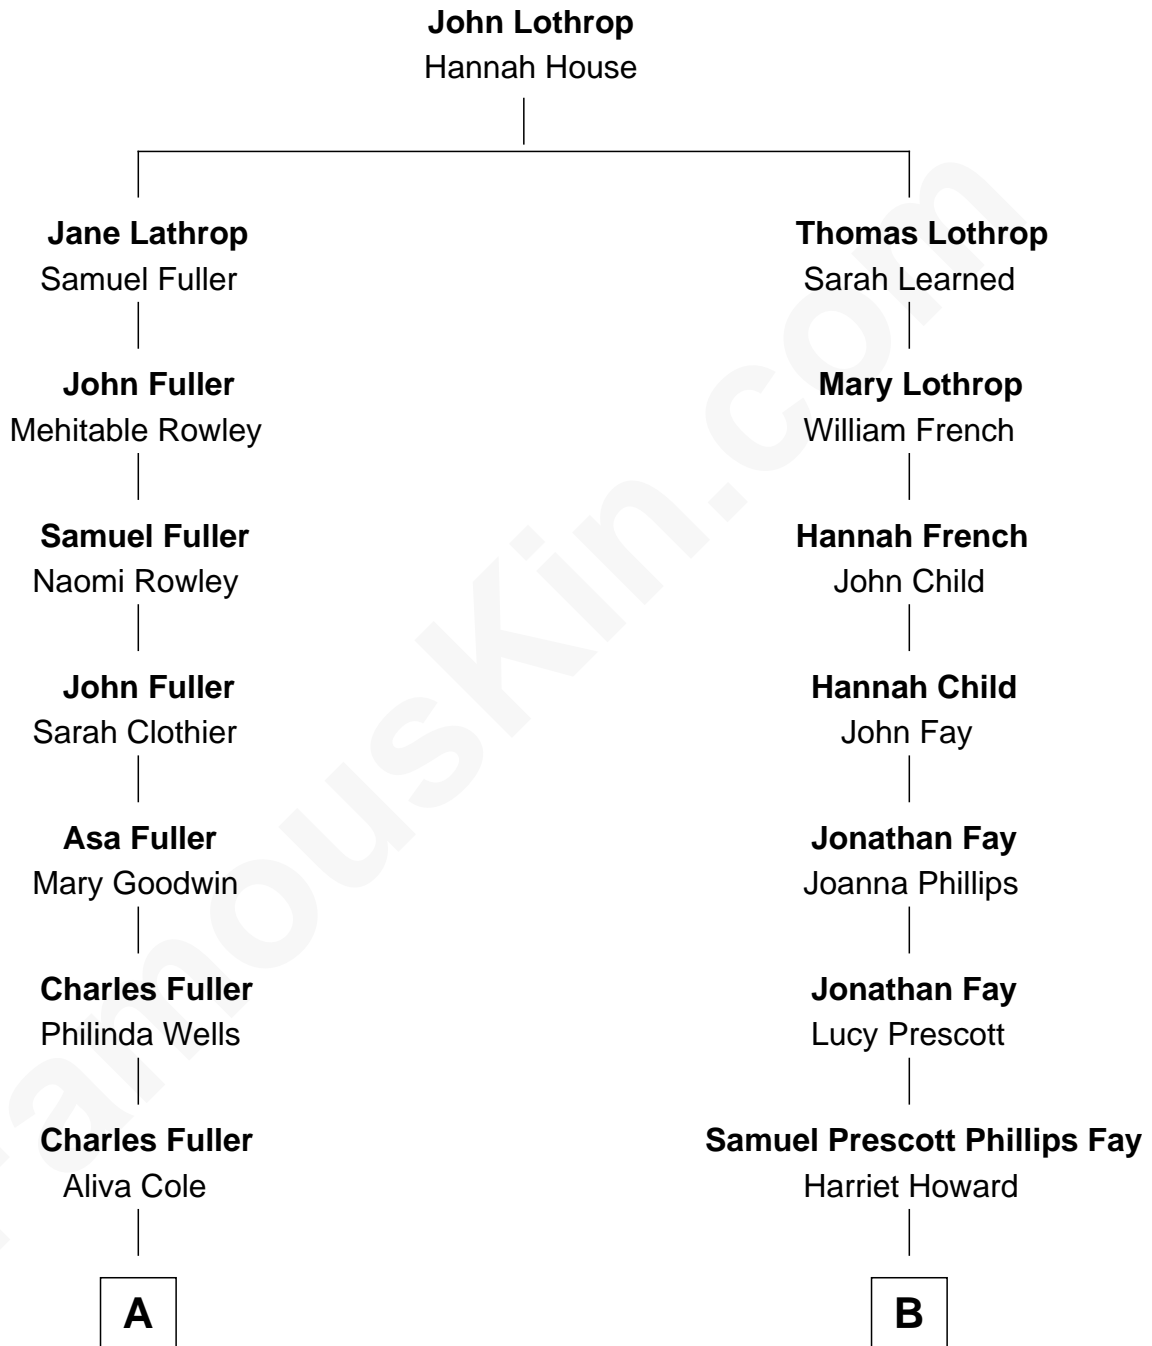 John Lothrop
Hannah House
Jane Lathrop
Samuel Fuller
Thomas Lothrop
Sarah Learned
John Fuller
Mehitable Rowley
Mary Lothrop
William French
Samuel Fuller
Naomi Rowley
Hannah French
John Child
John Fuller
Sarah Clothier
Hannah Child
John Fay
Asa Fuller
Mary Goodwin
Jonathan Fay
Joanna Phillips
Charles Fuller
Philinda Wells
Jonathan Fay
Lucy Prescott
Charles Fuller
Aliva Cole
Samuel Prescott Phillips Fay
Harriet Howard
A
B
FamousKin.com